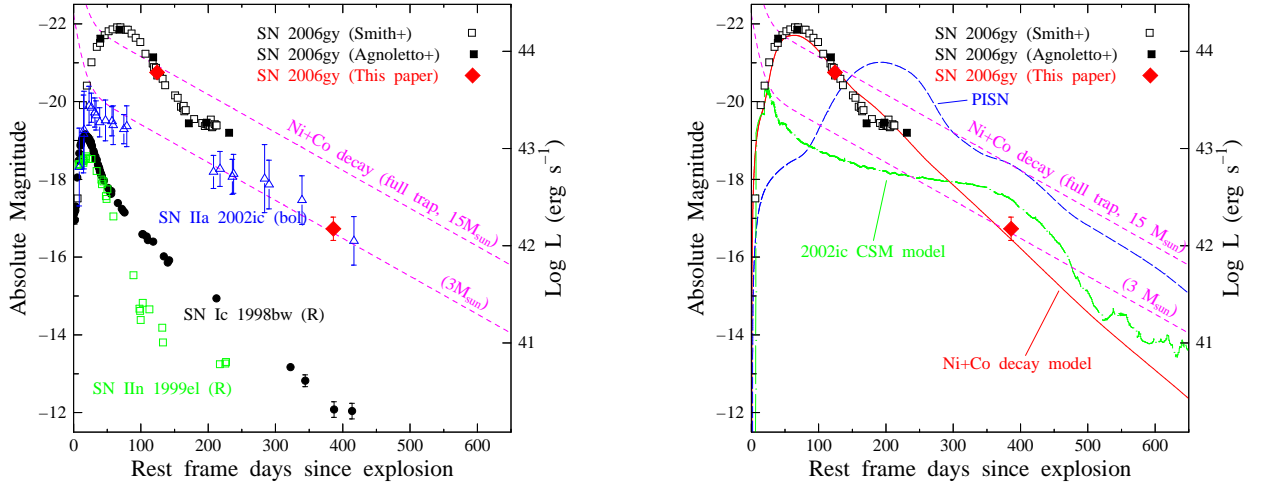 −22
−20
−18
−16
−14
−12
Absolute Magnitude
SN 2006gy (Smith+)
SN 2006gy (Agnoletto+)
SN 2006gy (This paper)
Ni+Co decay (full trap, 15M_sun)
(3M_sun)
SN IIa 2002ic (bol)
SN Ic 1998bw (R)
SN IIn 1999el (R)
44
43
42
41
Log L (erg s^−1)
0 100 200 300 400 500 600
Rest frame days since explosion
−22
−20
−18
−16
−14
−12
Absolute Magnitude
SN 2006gy (Smith+)
SN 2006gy (Agnoletto+)
SN 2006gy (This paper)
PISN
Ni+Co decay (full trap, 15 M_sun)
(3 M_sun)
2002ic CSM model
Ni+Co decay model
44
43
42
41
Log L (erg s^−1)
0 100 200 300 400 500 600
Rest frame days since explosion